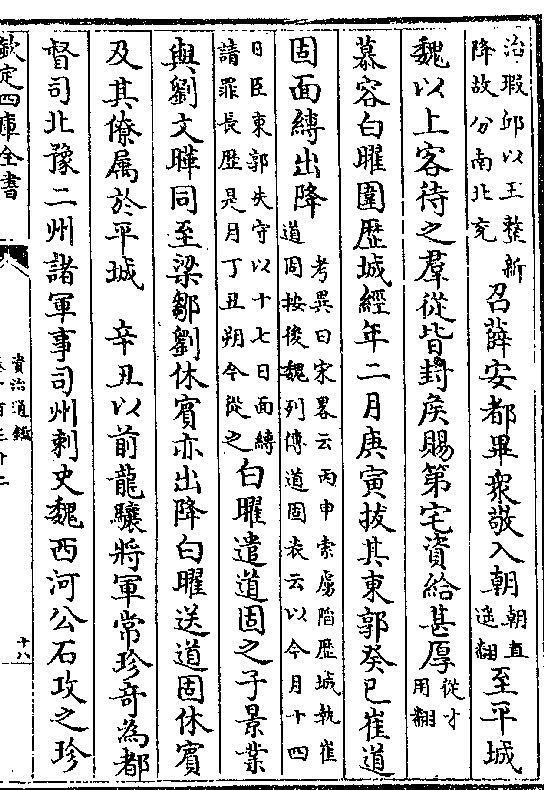 治瑕邱以王整新
降故分南北兖
召薛安都畢衆敬入朝
朝直
遥翻
至平城
魏以上客待之羣從皆封矦賜第宅資給甚厚
從才
用翻
慕容白曜圍歷城經年二月庚寅拔其東郭癸巳崔道
固面縛出降
考異曰宋畧云丙申索虜陷歴城執崔
道固按後魏列傳道固表云以今月十四
日臣東郭失守以十七日面縛
請罪長歴是月丁丑朔今從之
白曜遣道固之子景業
與劉文曄同至梁鄒劉休賓亦出降白曜送道固休賓
及其僚屬於平城 辛丑以前龍驤將軍常珍奇為都
督司北豫二州諸軍事司州刺史魏西河公石攻之珍
欽定四庫全書
資治通鑑
十八